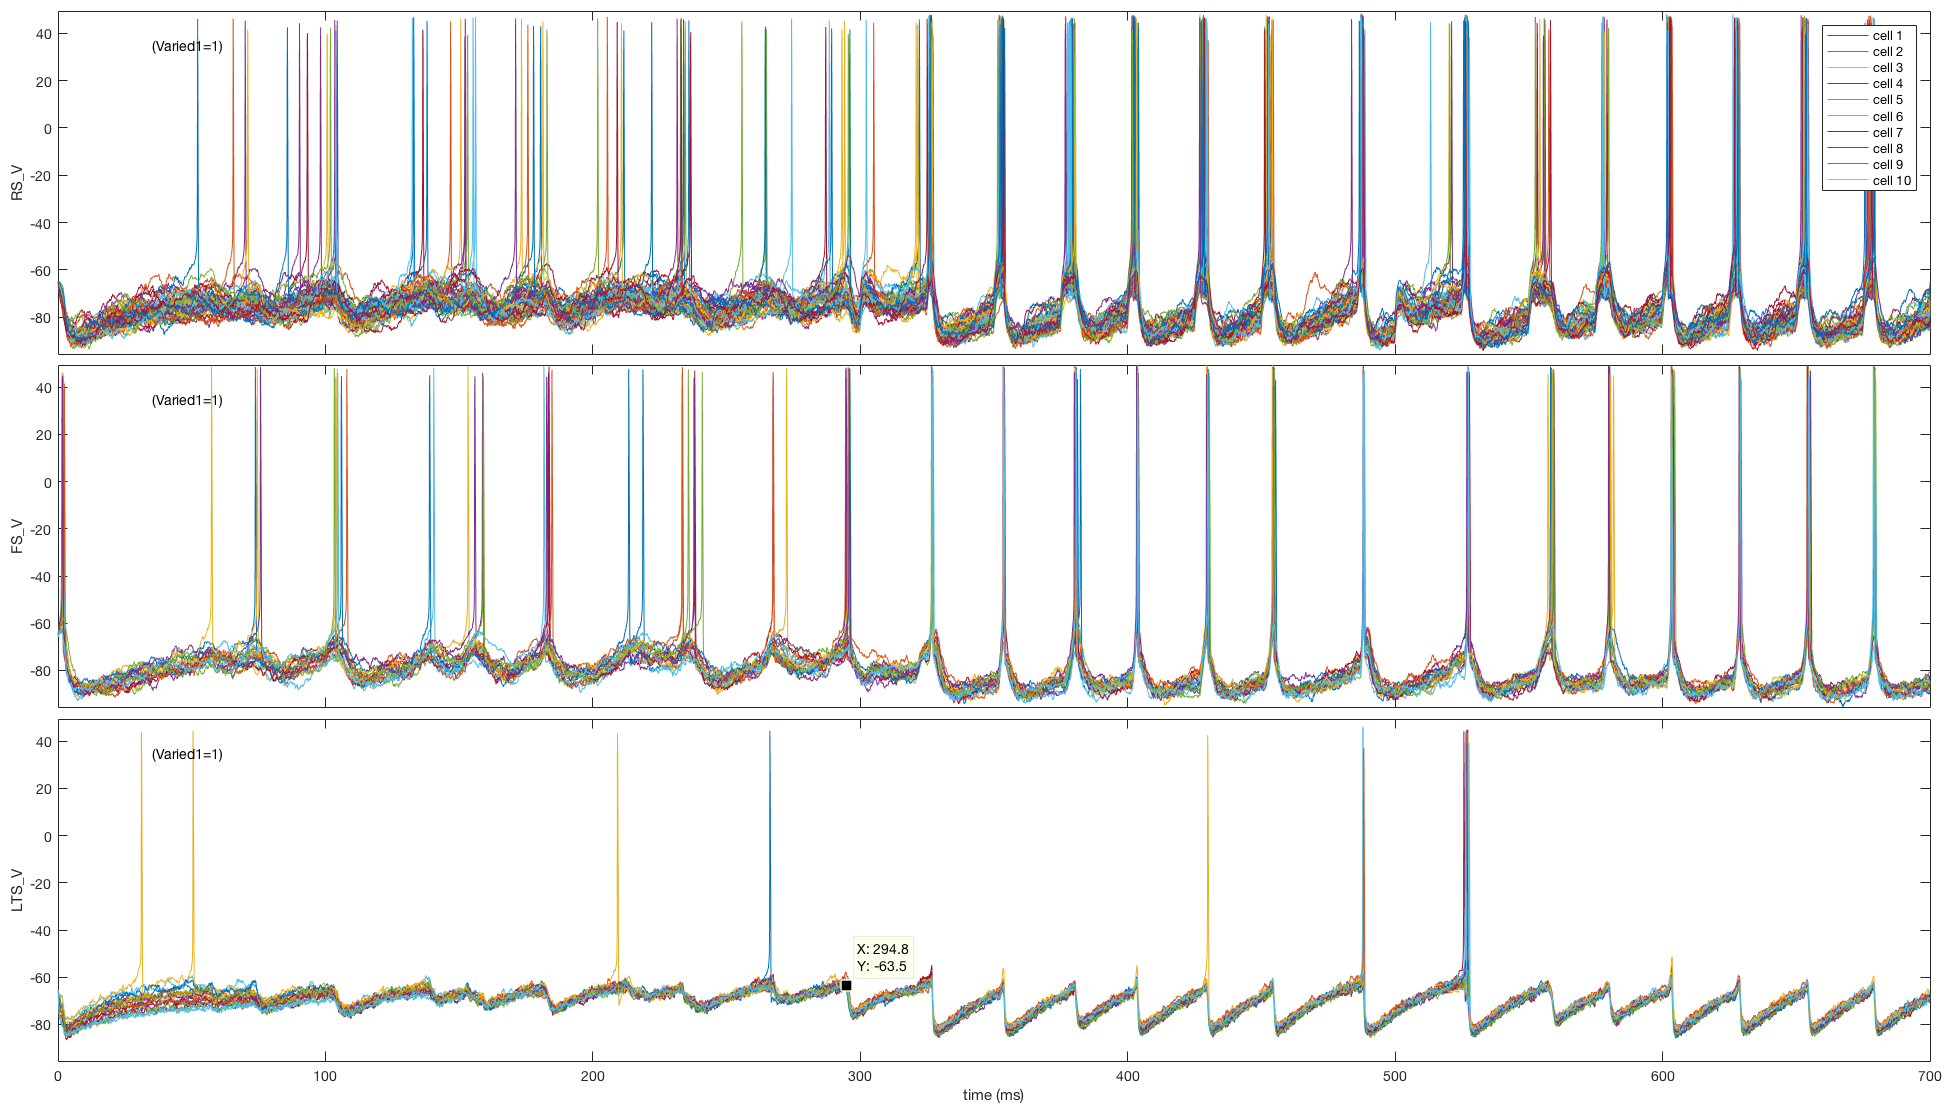 RS_V
40
20
0
-20
-40
-60
-80
(Varied1=1)
cell 1
cell 2
cell 3
cell 4
cell 5
cell 6
cell 7
cell 8
cell 9
cell 10
FS_V
40
20
0
-20
-40
-60
-80
(Varied1=1)
LTS_V
40
20
0
-20
-40
-60
-80
(Varied1=1)
X: 294.8
Y: -63.5
0 100 200 300 400 500 600 700
time (ms)